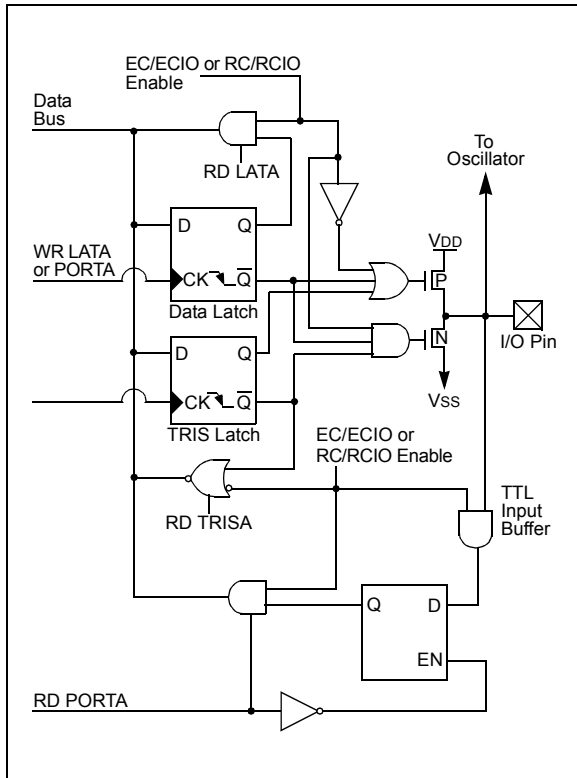 EC/ECIO or RC/RCIO
Enable
Data
Bus
RD LATA
To
Oscillator
D
Q
WR LATA
or PORTA
CK
Q̅
Data Latch
VDD
P
N
I/O Pin
VSS
D
Q
CK
Q̅
TRIS Latch
EC/ECIO or
RC/RCIO Enable
RD TRISA
TTL
Input
Buffer
Q
D
EN
RD PORTA